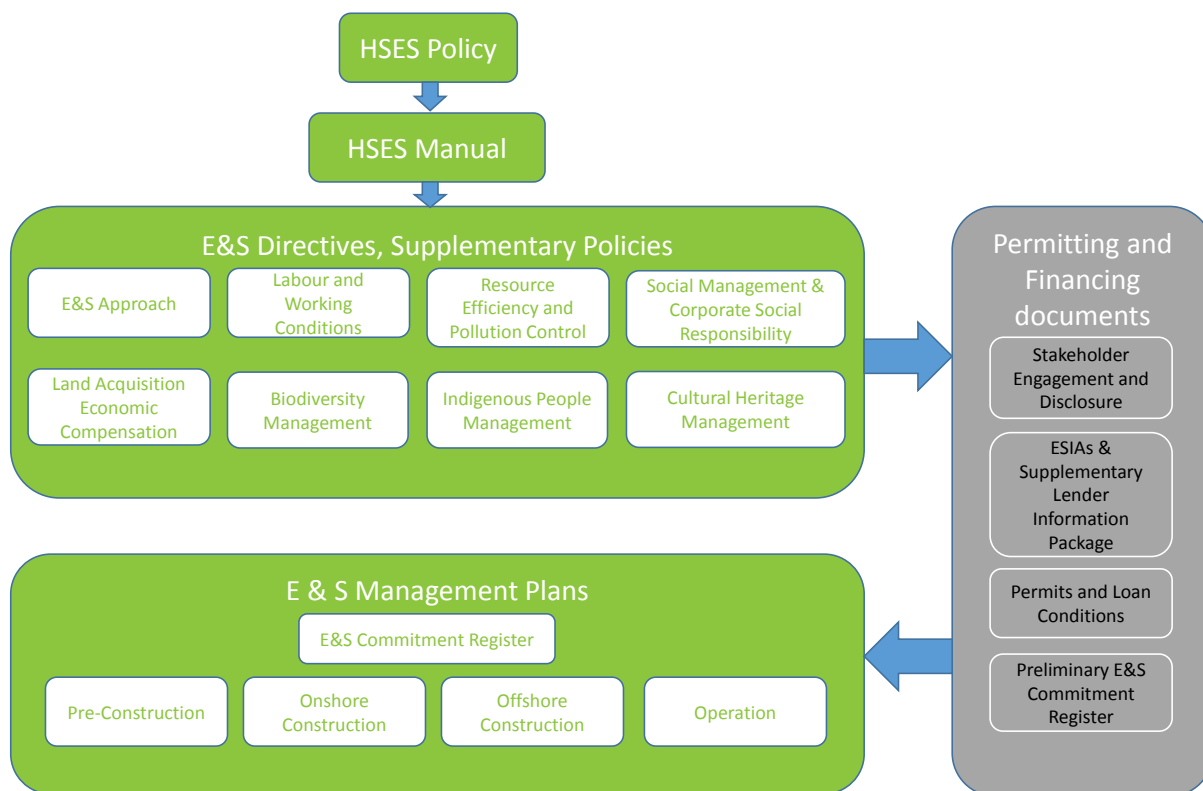 HSES Policy
HSES Manual
E&S Directives, Supplementary Policies
E&S Approach
Labour and
Working
Conditions
Resource
Efficiency and
Pollution Control
Social Management &
Corporate Social
Responsibility
Land Acquisition
Economic
Compensation
Biodiversity
Management
Indigenous People
Management
Cultural Heritage
Management
Permitting and
Financing
documents
Stakeholder
Engagement and
Disclosure
ESIAs &
Supplementary
Lender
Information
Package
Permits and Loan
Conditions
Preliminary E&S
Commitment
Register
E & S Management Plans
E&S Commitment Register
Pre-Construction
Onshore
Construction
Offshore
Construction
Operation